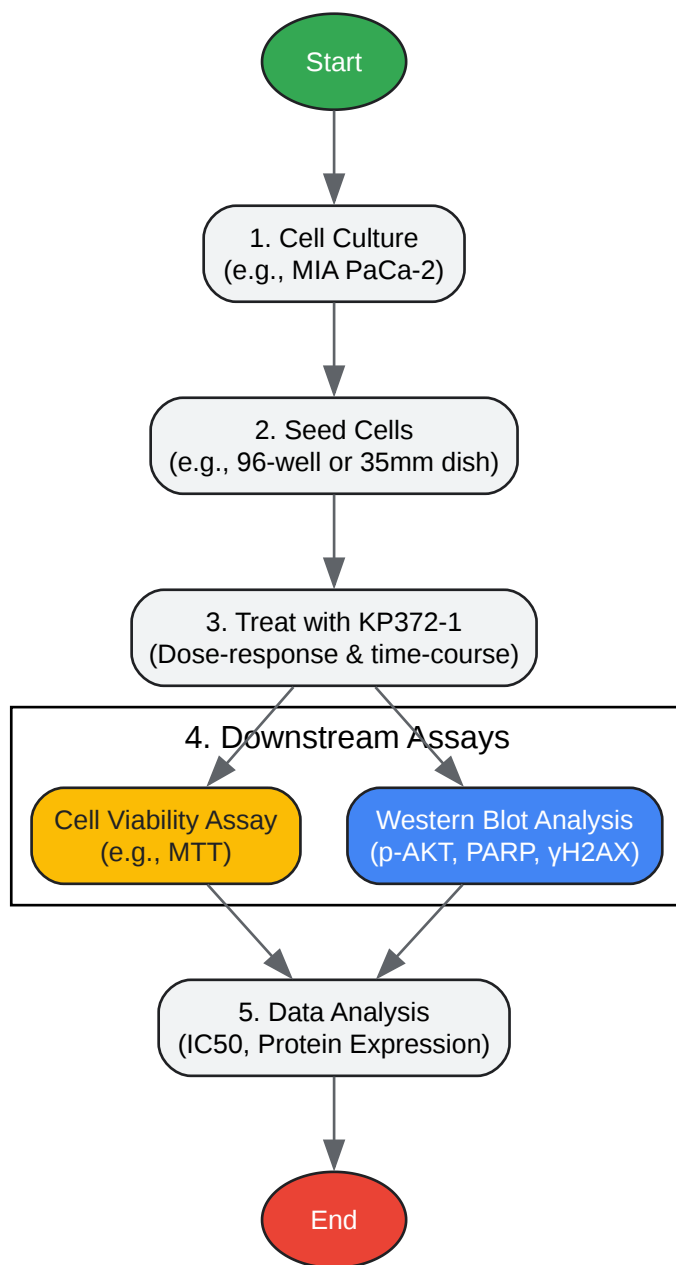 Start
1. Cell Culture
(e.g., MIA PaCa-2)
2. Seed Cells
(e.g., 96-well or 35mm dish)
3. Treat with KP372-1
(Dose-response & time-course)
4. Downstream Assays
Cell Viability Assay
(e.g., MTT)
Western Blot Analysis
(p-AKT, PARP, γH2AX)
5. Data Analysis
(IC50, Protein Expression)
End